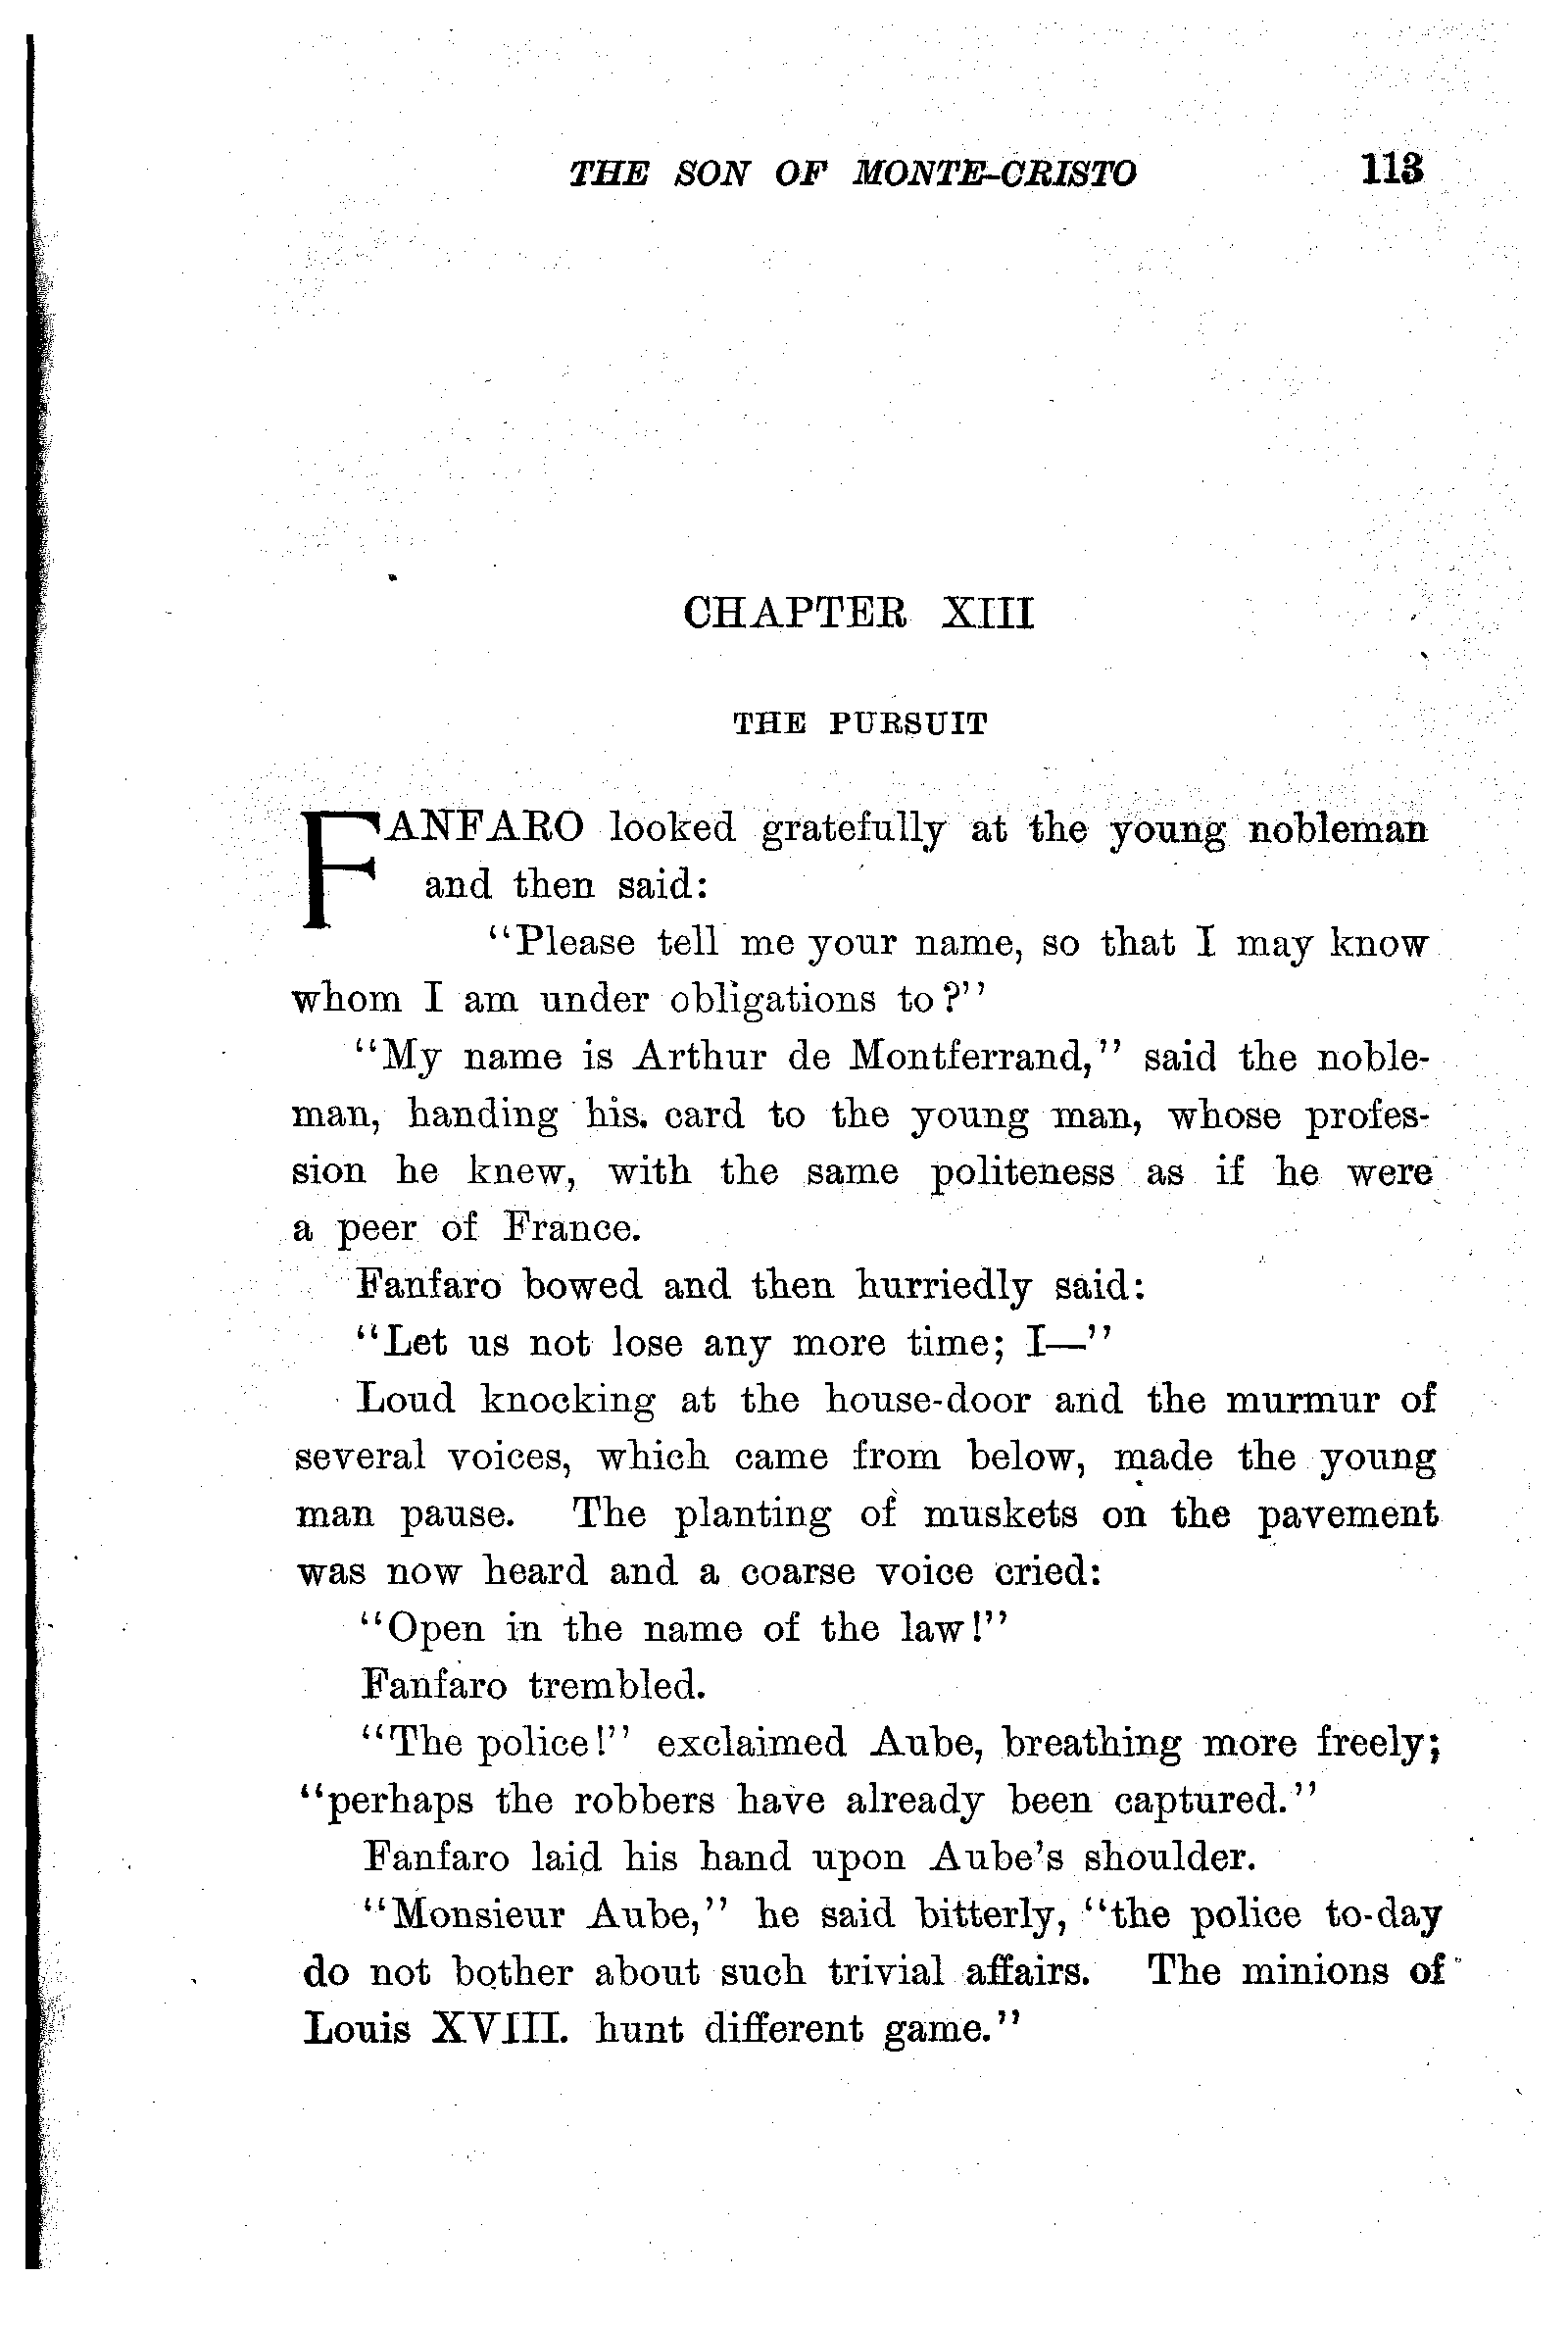 THE SON OF MONTE-CRISTO 113
CHAPTER XIII
THE PURSUIT
FANFARO looked gratefully at the young nobleman
and then said:
"Please tell me your name, so that I may know
whom I am under obligations to?"
"My name is Arthur de Montferrand," said the noble-
man, handing his. card to the young man, whose profes-
sion he knew, with the same politeness as if he were
a peer of France.
Fanfaro bowed and then hurriedly said:
"Let us not lose any more time; I—"
Loud knocking at the house-door and the murmur of
several voices, which came from below, made the young
man pause. The planting of muskets on the pavement
was now heard and a coarse voice cried:
"Open in the name of the law!"
Fanfaro trembled.
"The police!" exclaimed Aube, breathing more freely;
"perhaps the robbers have already been captured."
Fanfaro laid his hand upon Aube's shoulder.
"Monsieur Aube," he said bitterly, "the police to-day
do not bother about such trivial affairs. The minions of
Louis XVIII. hunt different game."